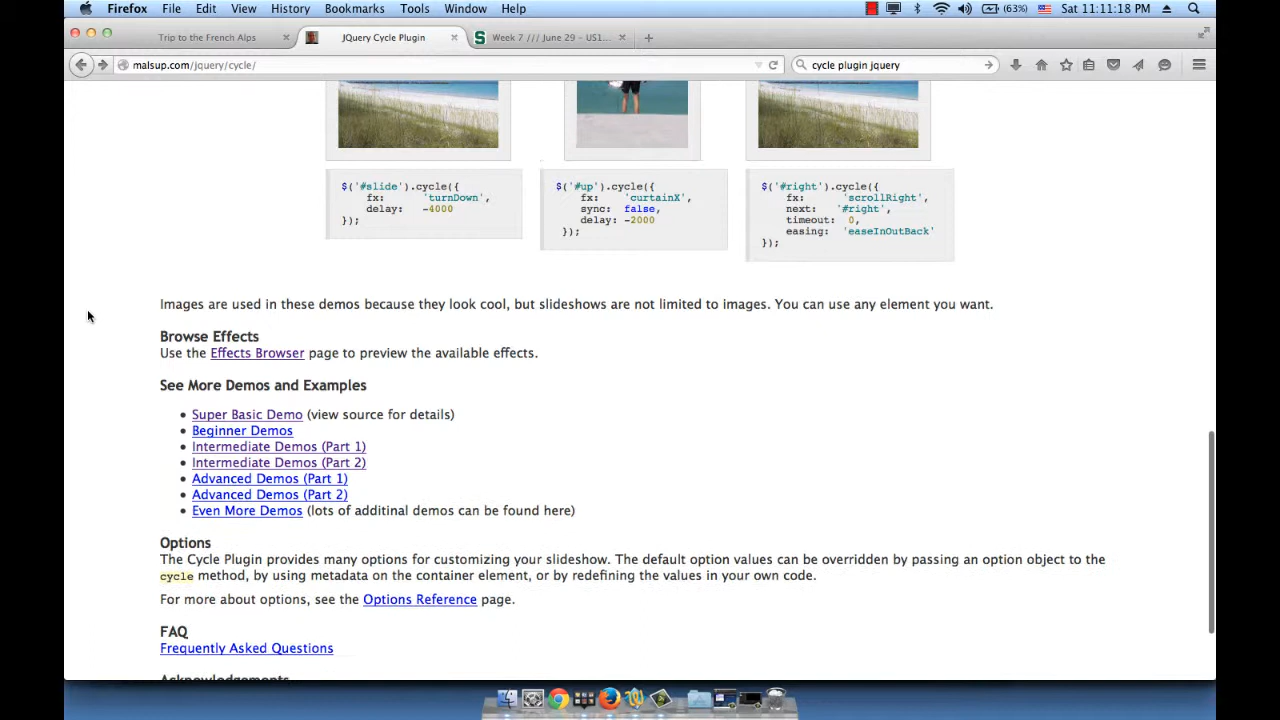 Firefox File Edit View History Bookmarks Tools Window Help (63%) Sat 11:11:18 PM
Trip to the French Alps JQuery Cycle Plugin Week 7 /// June 29 – US1...
malsup.com/jquery/cycle/ cycle plugin jquery
$('#slide').cycle({
fx: 'turnDown',
delay: -4000
});
$('#up').cycle({
fx: 'curtainX',
sync: false,
delay: -2000
});
$('#right').cycle({
fx: 'scrollRight',
next: '#right',
timeout: 0,
easing: 'easeInOutBack'
});
Images are used in these demos because they look cool, but slideshows are not limited to images. You can use any element you want.
Browse Effects
Use the Effects Browser page to preview the available effects.
See More Demos and Examples
• Super Basic Demo (view source for details)
• Beginner Demos
• Intermediate Demos (Part 1)
• Intermediate Demos (Part 2)
• Advanced Demos (Part 1)
• Advanced Demos (Part 2)
• Even More Demos (lots of additinal demos can be found here)
Options
The Cycle Plugin provides many options for customizing your slideshow. The default option values can be overridden by passing an option object to the
cycle method, by using metadata on the container element, or by redefining the values in your own code.
For more about options, see the Options Reference page.
FAQ
Frequently Asked Questions
Acknowledgements